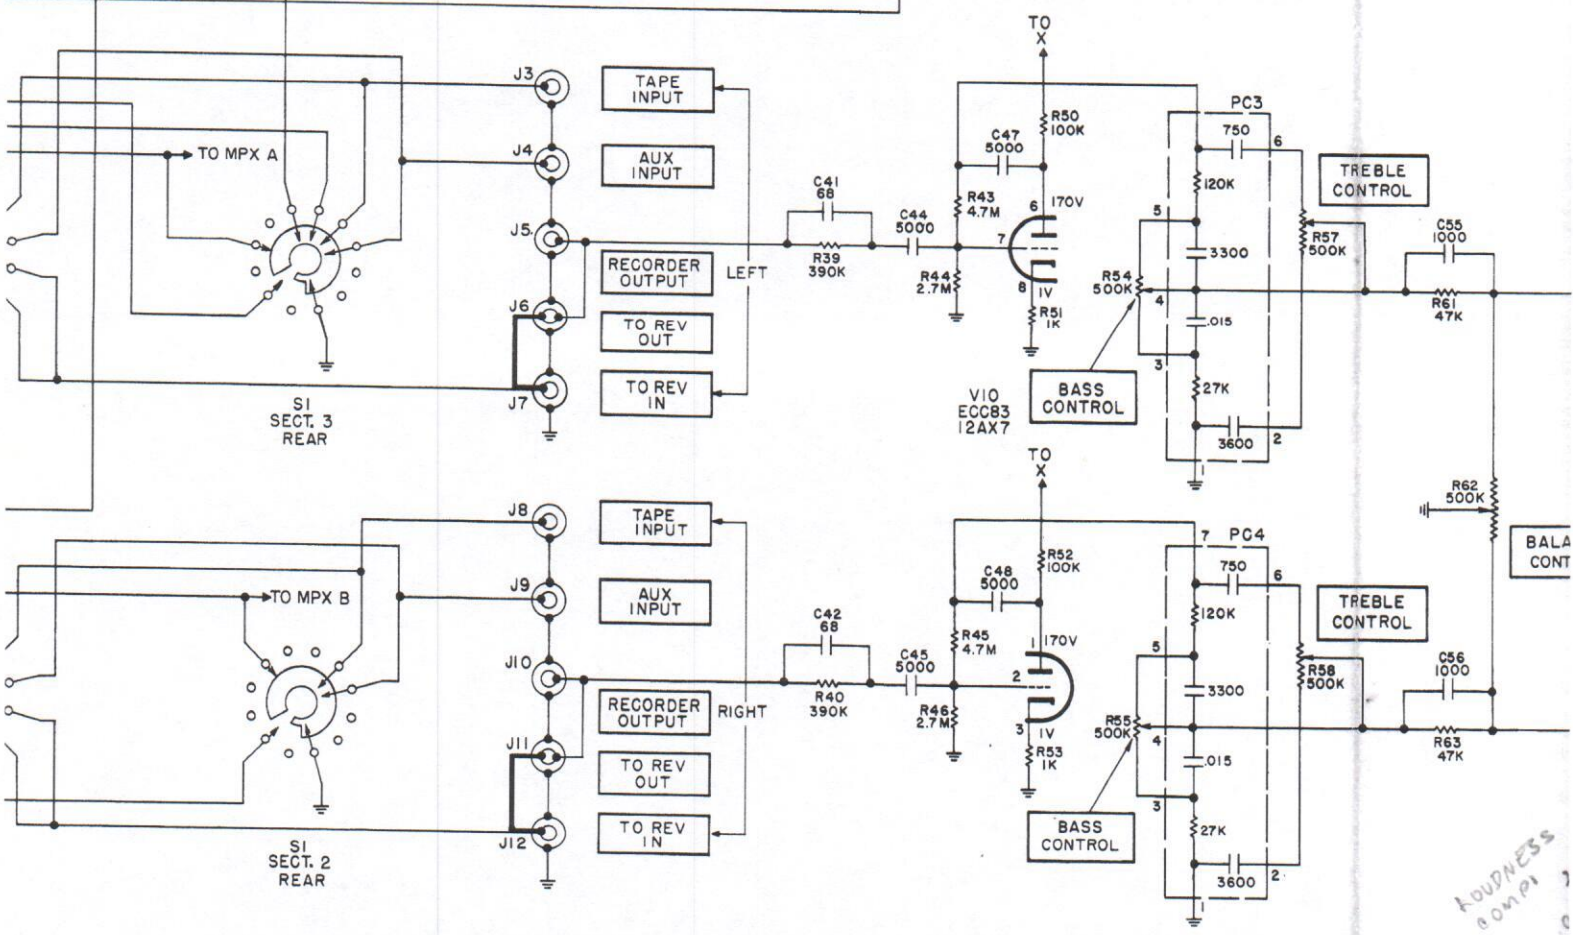 TO
X
J3
TAPE
INPUT
PC3
R50
100K
750
6
C47
5000
TO MPX A
J4
AUX
INPUT
TREBLE
CONTROL
120K
C41
68
R43
4.7M
6
170V
5
C44
5000
J5
R57
500K
C55
1000
7
R39
390K
3300
RECORDER
OUTPUT
LEFT
R44
2.7M
R54
500K
4
8
1V
R61
47K
J6
R51
1K
.015
TO REV
OUT
3
TO REV
IN
J7
BASS
CONTROL
27K
S1
SECT. 3
REAR
V10
ECC83
12AX7
3600
2
1
TO
X
R62
500K
J8
TAPE
INPUT
7
PC4
R52
100K
750
6
C48
5000
J9
AUX
INPUT
TO MPX B
TREBLE
CONTROL
120K
C42
68
R45
4.7M
1
170V
5
C45
5000
J10
R58
500K
C56
1000
2
R40
390K
3300
RECORDER
OUTPUT
RIGHT
R46
2.7M
R55
500K
4
3
1V
R63
47K
J11
R53
1K
.015
TO REV
OUT
3
TO REV
IN
J12
BASS
CONTROL
27K
S1
SECT. 2
REAR
3600
2
1
BALA
CONT
LOUDNESS
COMPI